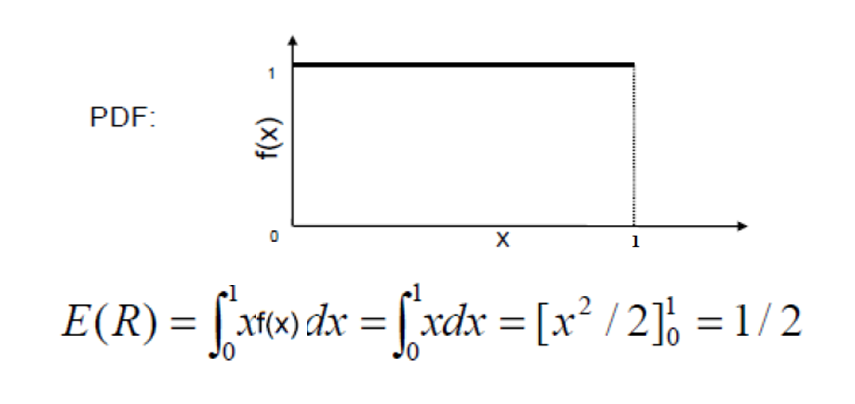 1
PDF:
f(x)
0 x 1
E(R) = ∫₀¹ xf(x) dx = ∫₀¹ xdx = [x² / 2]₀¹ = 1 / 2